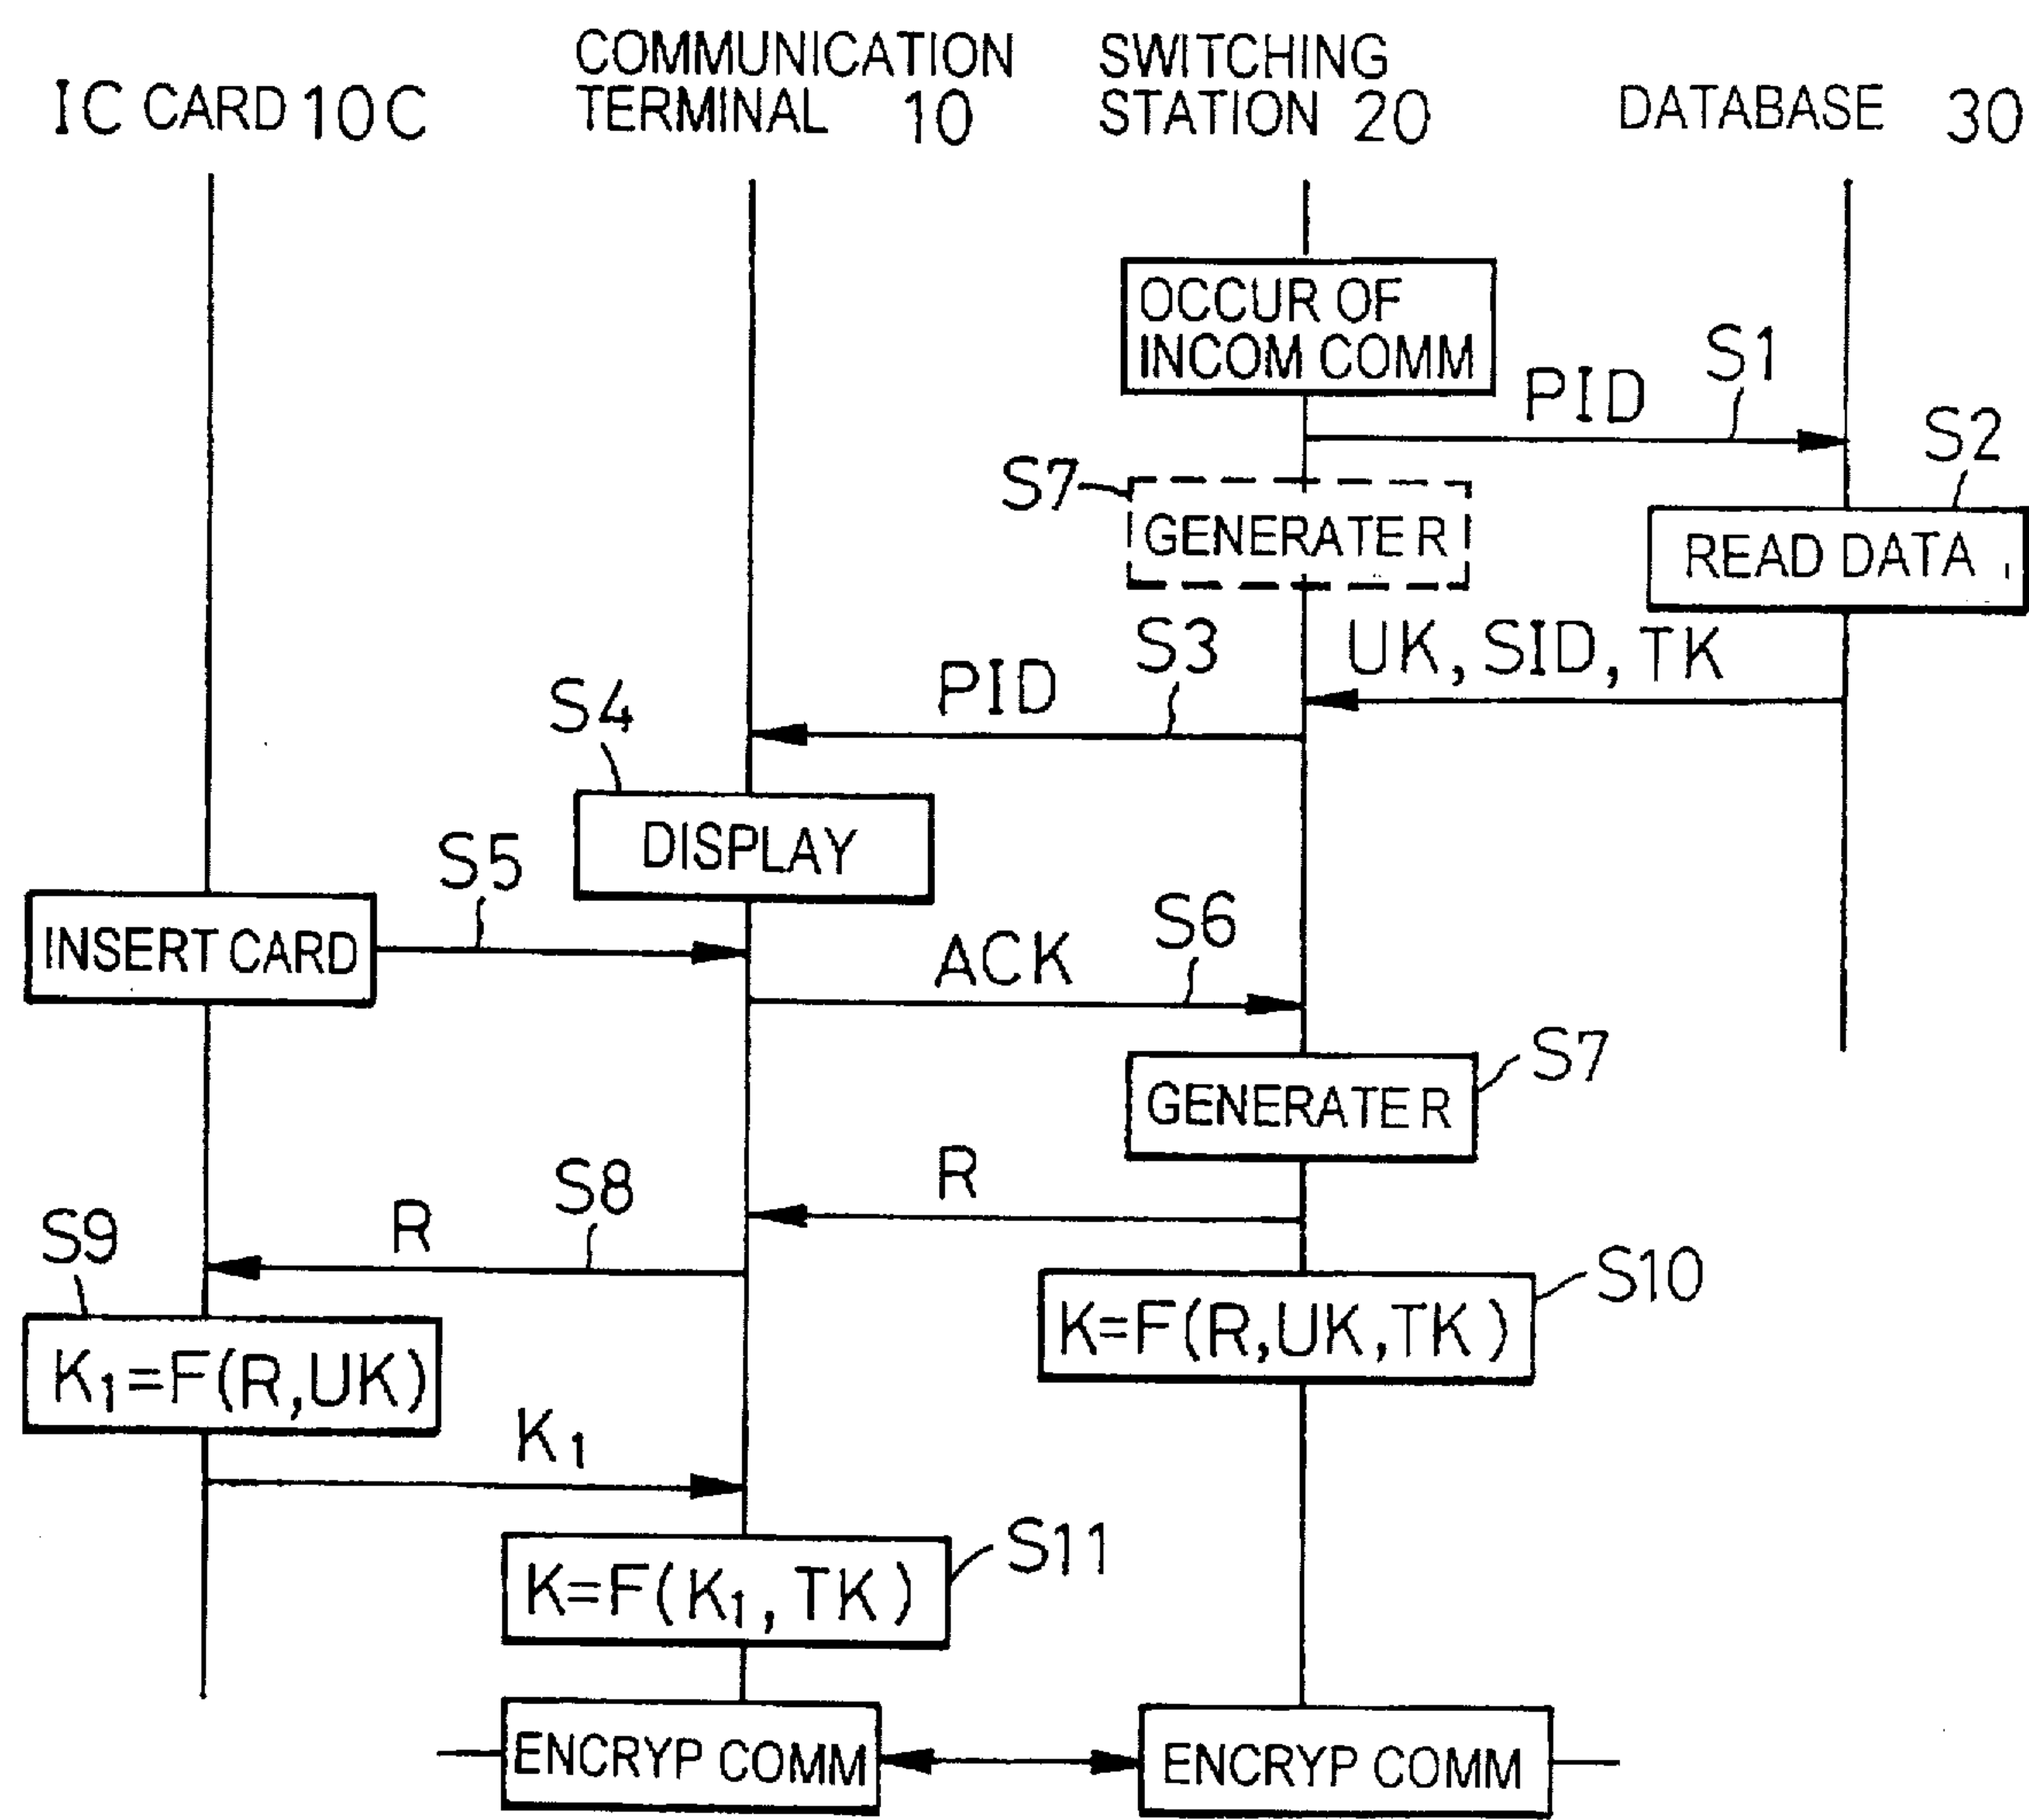 IC CARD 10C
COMMUNICATION
TERMINAL 10
SWITCHING
STATION 20
DATABASE 30
OCCUR OF
INCOM COMM
PID
S1
S2
S7
GENERATE R
READ DATA
S3
UK, SID, TK
PID
S4
DISPLAY
S5
INSERT CARD
S6
ACK
S7
GENERATE R
R
S8
R
S9
S10
K=F(R,UK,TK)
K1=F(R,UK)
K1
S11
K=F(K1, TK)
ENCRYP COMM
ENCRYP COMM